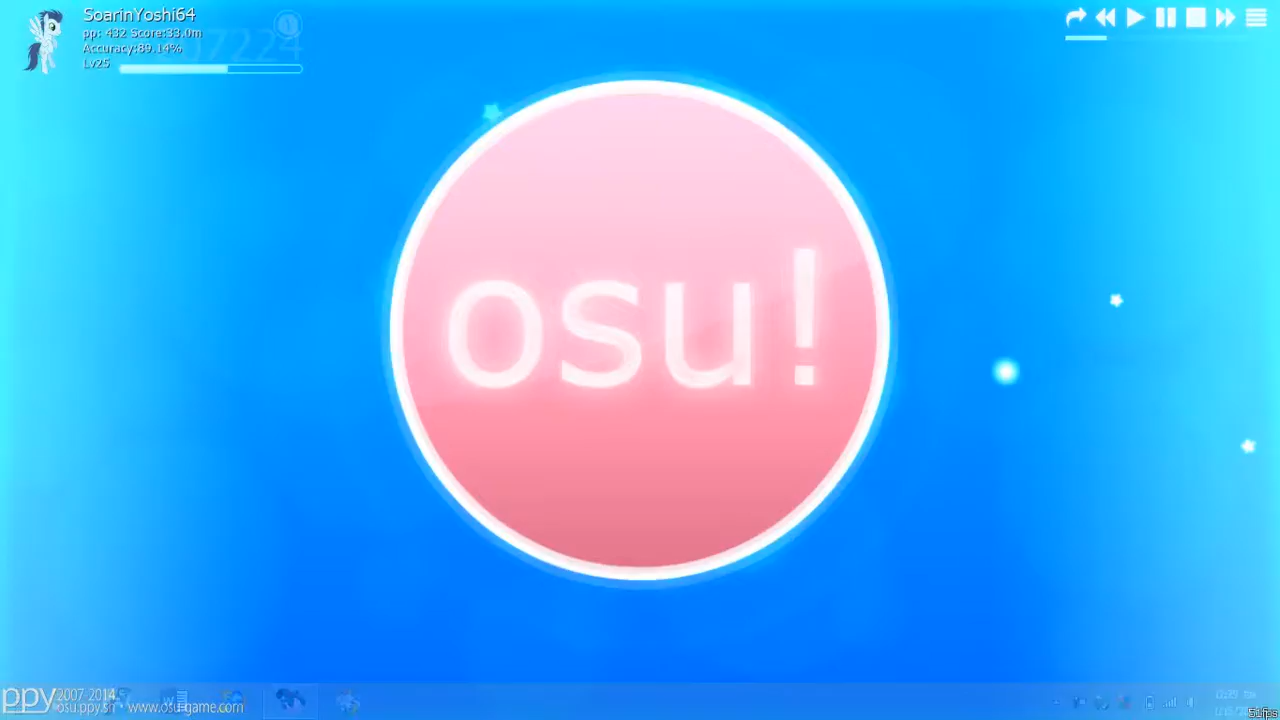 SoarinYoshi64
pp: 432 Score:33.0m
Accuracy:89.14%
Lv25
osu!
ppy 2007-2014
osu.ppy.sh www.osu-game.com
51fps